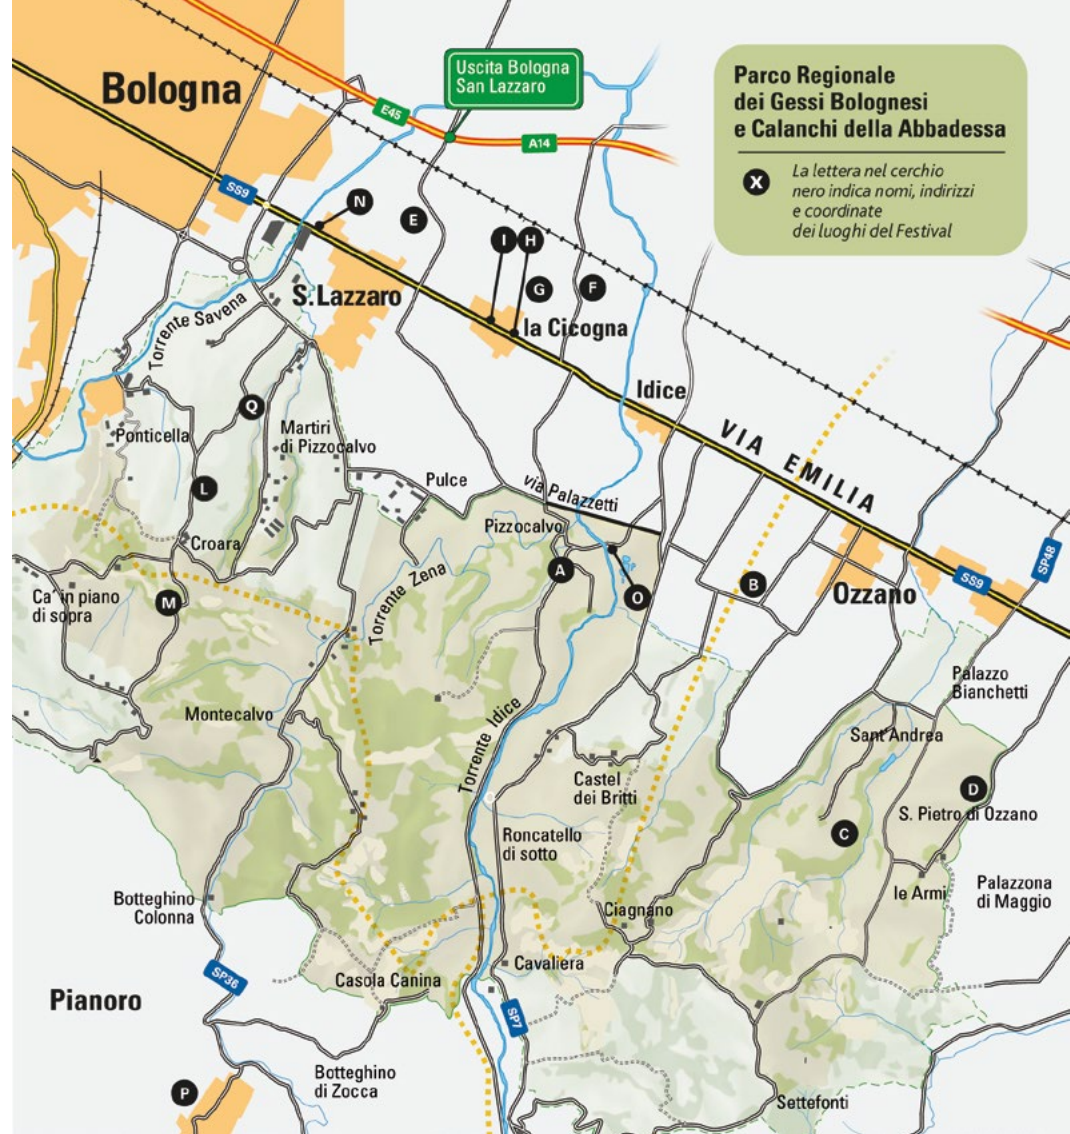 Bologna
Uscita Bologna
San Lazzaro
E45
A14
Parco Regionale
dei Gessi Bolognesi
e Calanchi della Abbadessa
X
La lettera nel cerchio
nero indica nomi, indirizzi
e coordinate
dei luoghi del Festival
SS9
N
E
I
H
G
F
S.Lazzaro
la Cicogna
Torrente Savena
Idice
VIA EMILIA
Q
Ponticella
Martiri
di Pizzocalvo
L
Pulce
via Palazzetti
Pizzocalvo
Croara
A
B
O
SP48
SS9
Ozzano
Ca' in piano
di sopra
M
Torrente Zena
Palazzo
Bianchetti
Montecalvo
Torrente Idice
Sant'Andrea
Castel
dei Britti
D
S. Pietro di Ozzano
C
Roncatello
di sotto
le Armi
Palazzona
di Maggio
Botteghino
Colonna
Ciagnano
Cavaliera
SP36
Casola Canina
Pianoro
SP7
Botteghino
di Zocca
P
Settefonti